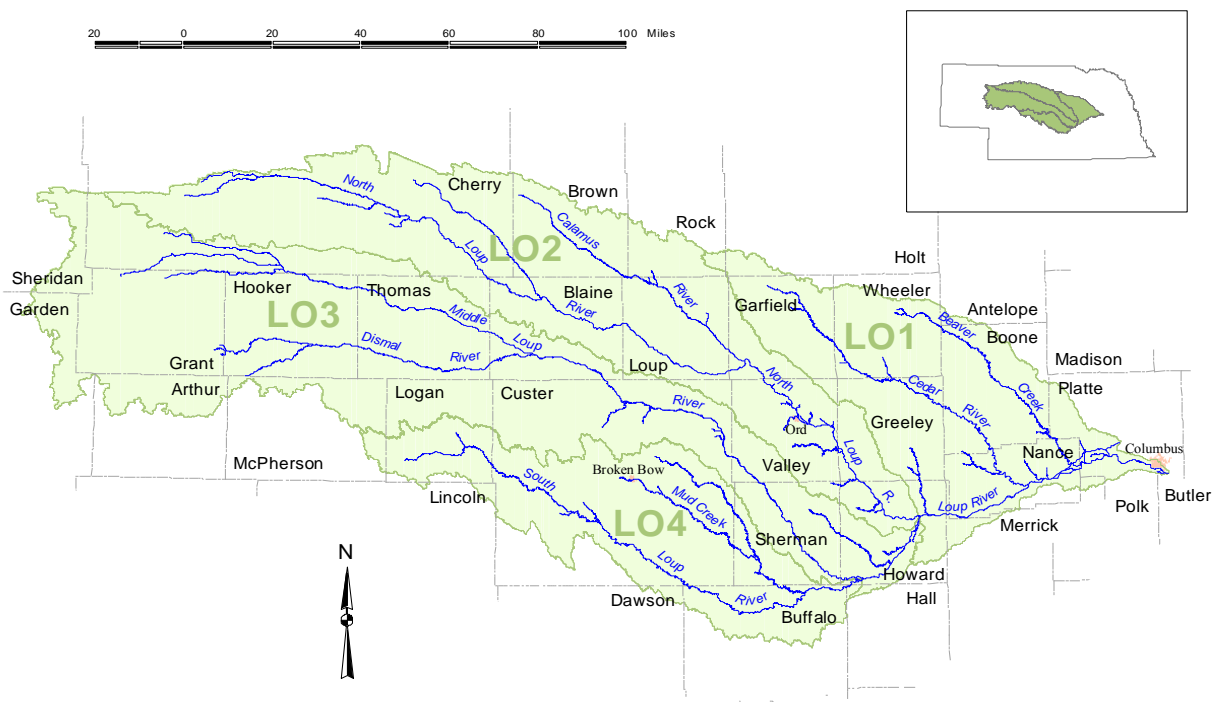 20 0 20 40 60 80 100 Miles
North
Cherry
Brown
Calamus
Rock
Loup
LO2
Holt
Sheridan
Garden
Hooker
Thomas
Blaine
River
Wheeler
Garfield
Antelope
LO3
Middle
River
LO1
Beaver
Boone
Dismal
River
Loup
Madison
Grant
Loup
North
Cedar
Creek
Platte
Arthur
Logan
Custer
River
River
Greeley
Ord
Loup
Nance
Columbus
McPherson
Broken Bow
Valley
Lincoln
South
Mud Creek
R.
Loup River
Butler
Polk
LO4
Merrick
Sherman
N
Loup
Howard
Dawson
River
Hall
Buffalo